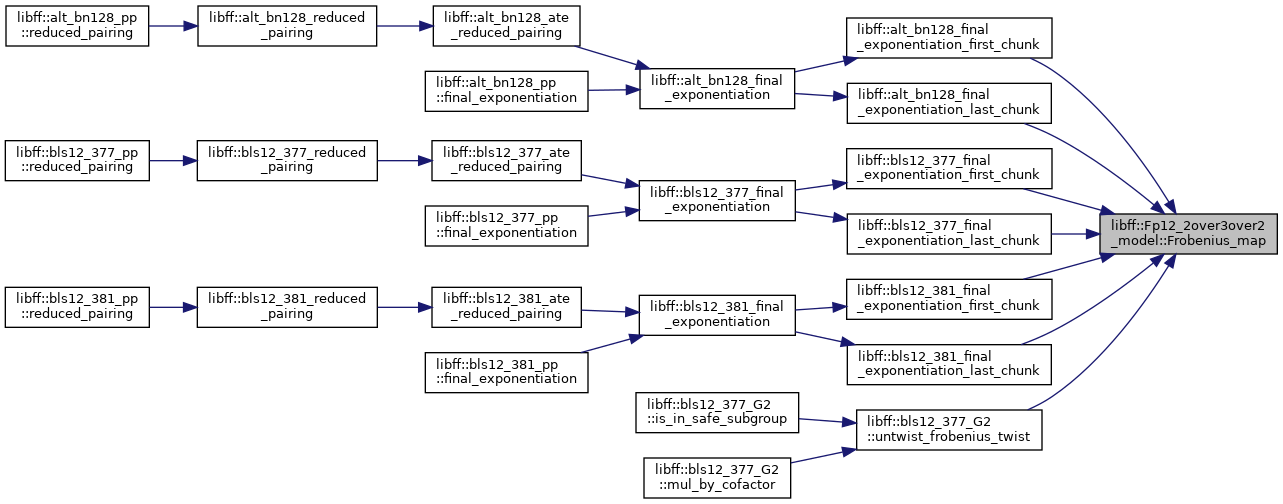 libff::alt_bn128_pp
::reduced_pairing
libff::alt_bn128_reduced
_pairing
libff::alt_bn128_ate
_reduced_pairing
libff::alt_bn128_pp
::final_exponentiation
libff::alt_bn128_final
_exponentiation
libff::alt_bn128_final
_exponentiation_first_chunk
libff::alt_bn128_final
_exponentiation_last_chunk
libff::bls12_377_pp
::reduced_pairing
libff::bls12_377_reduced
_pairing
libff::bls12_377_ate
_reduced_pairing
libff::bls12_377_pp
::final_exponentiation
libff::bls12_377_final
_exponentiation
libff::bls12_377_final
_exponentiation_first_chunk
libff::bls12_377_final
_exponentiation_last_chunk
libff::Fp12_2over3over2
_model::Frobenius_map
libff::bls12_381_pp
::reduced_pairing
libff::bls12_381_reduced
_pairing
libff::bls12_381_ate
_reduced_pairing
libff::bls12_381_pp
::final_exponentiation
libff::bls12_381_final
_exponentiation
libff::bls12_381_final
_exponentiation_first_chunk
libff::bls12_381_final
_exponentiation_last_chunk
libff::bls12_377_G2
::is_in_safe_subgroup
libff::bls12_377_G2
::mul_by_cofactor
libff::bls12_377_G2
::untwist_frobenius_twist